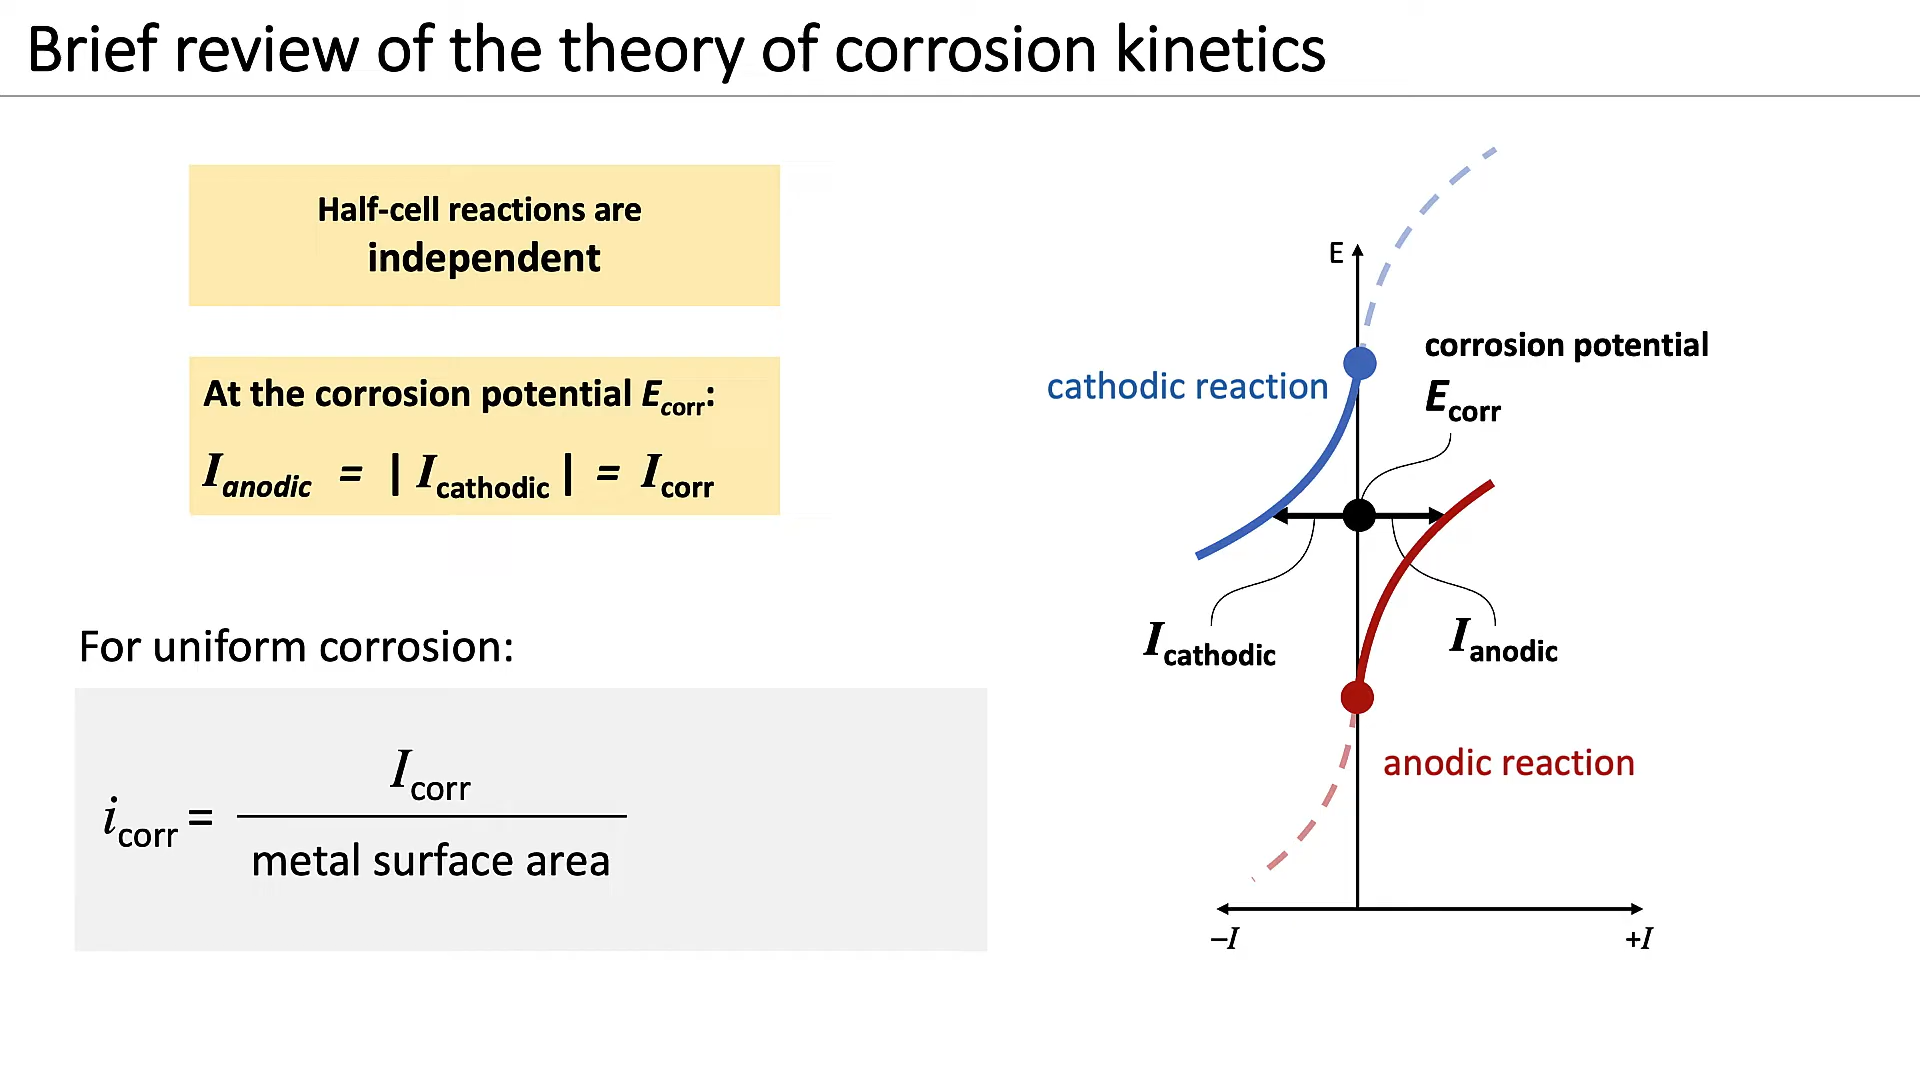 Brief review of the theory of corrosion kinetics
Half-cell reactions are
independent
At the corrosion potential Ecorr:
Ianodic = | Icathodic | = Icorr
For uniform corrosion:
icorr =
Icorr
metal surface area
E
cathodic reaction
corrosion potential
Ecorr
Icathodic
Ianodic
anodic reaction
–I
+I